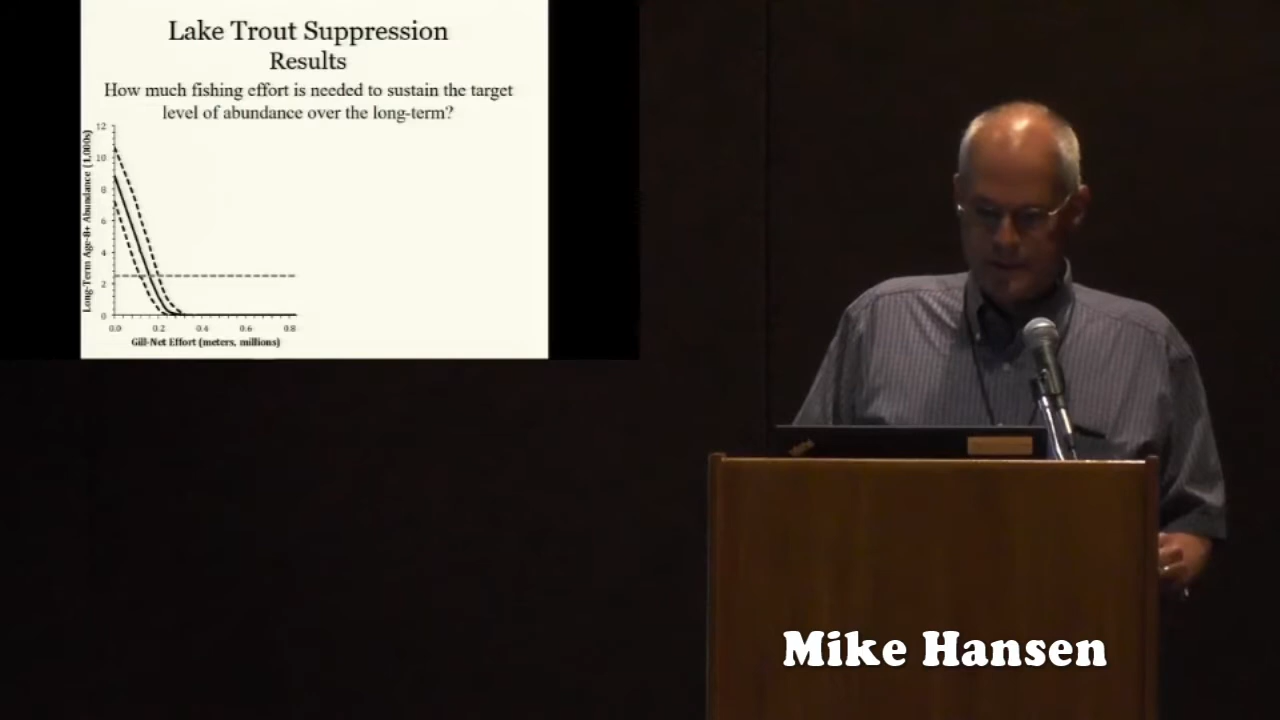 Lake Trout Suppression
Results
How much fishing effort is needed to sustain the target
level of abundance over the long-term?
Long-Term Age-8+ Abundance (1,000s)
12
10
8
6
4
2
0
0.0 0.2 0.4 0.6 0.8
Gill-Net Effort (meters, millions)
Mike Hansen